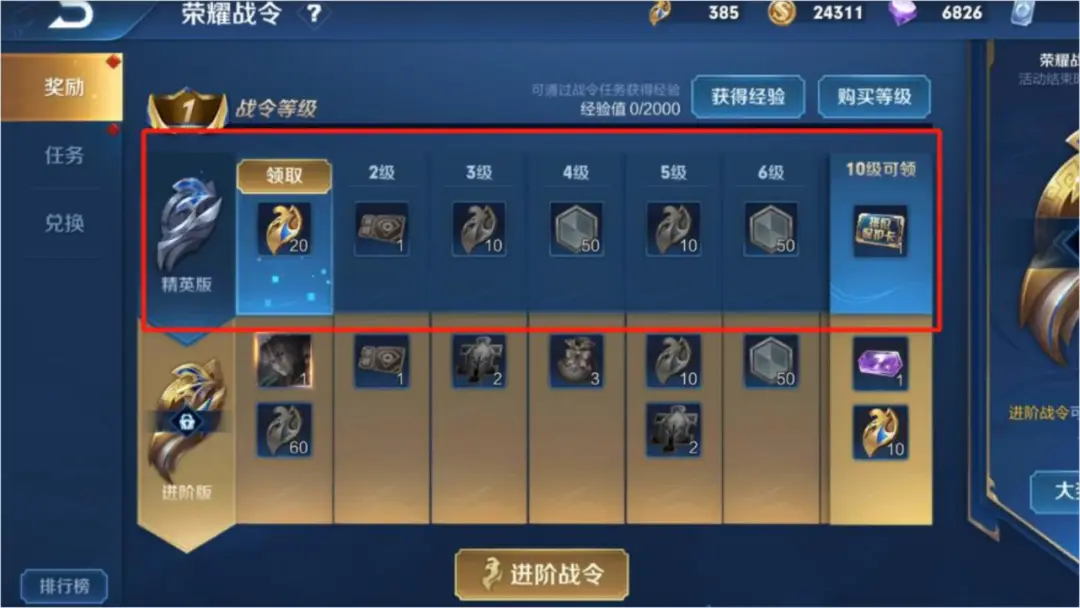 荣耀战令 ?
385
24311
6826
奖励
任务
兑换
排行榜
1
战令等级
可通过战令任务获得经验
经验值 0/2000
获得经验
购买等级
精英版
领取
2级
3级
4级
5级
6级
10级可领
20
1
10
50
10
50
1
进阶版
1
1
2
3
10
50
1
60
2
10
进阶战令
荣耀战
活动结束
进阶战令可
大